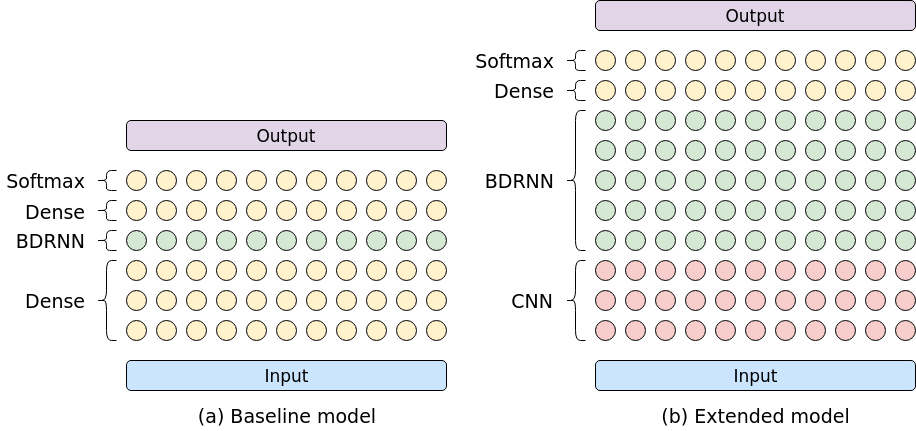 Output
Softmax
Dense
BDRNN
Dense
Input
(a) Baseline model
Output
Softmax
Dense
BDRNN
CNN
Input
(b) Extended model